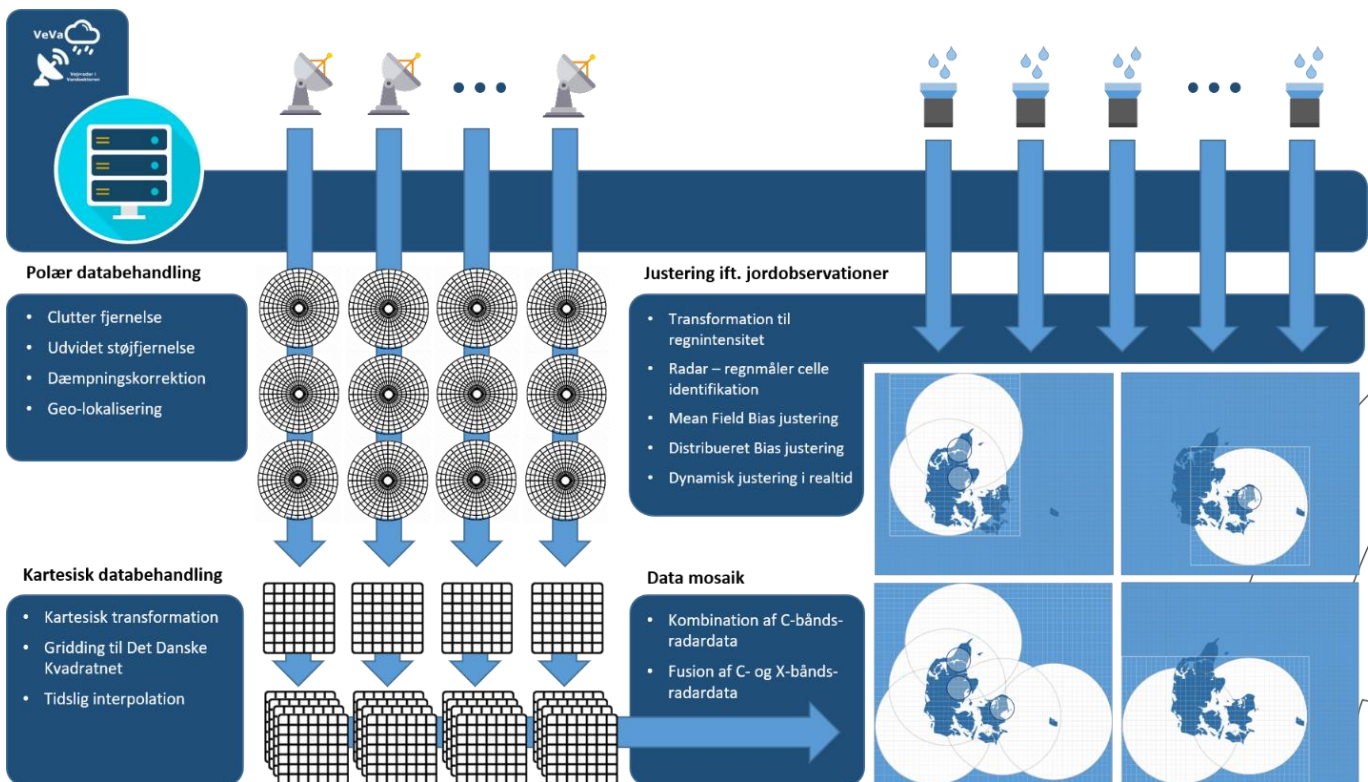 VeVa
Vejrradar i
Vandsektoren
Polær databehandling
• Clutter fjernelse
• Udvidet støjfjernelse
• Dæmpningskorrektion
• Geo-lokalisering
Justering ift. jordobservationer
• Transformation til
regnintensitet
• Radar – regnmåler celle
identifikation
• Mean Field Bias justering
• Distribueret Bias justering
• Dynamisk justering i realtid
Kartesisk databehandling
• Kartesisk transformation
• Gridding til Det Danske
Kvadratnet
• Tidslig interpolation
Data mosaik
• Kombination af C-bånds-
radardata
• Fusion af C- og X-bånds-
radardata